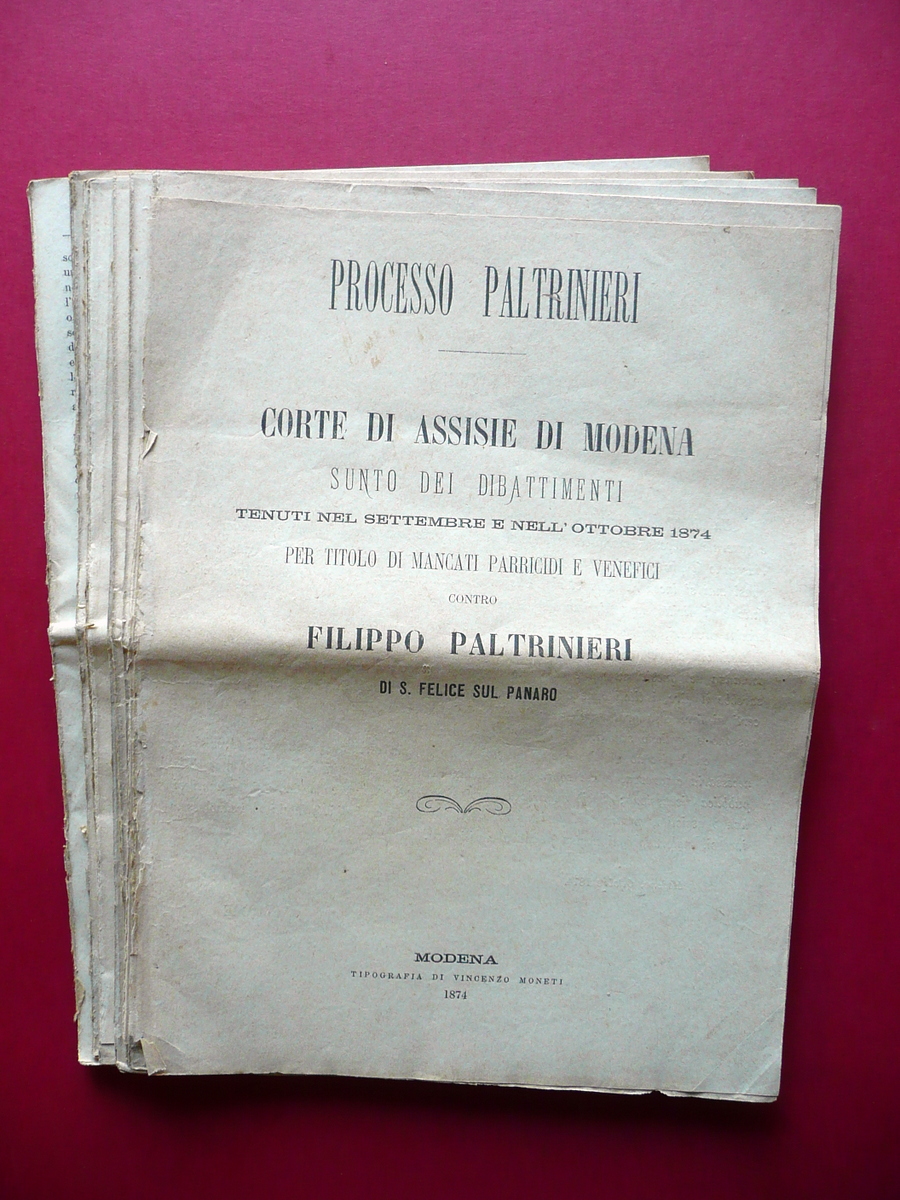 PROCESSO PALTRINIERI
CORTE DI ASSISIE DI MODENA
SUNTO DEI DIBATTIMENTI
TENUTI NEL SETTEMBRE E NELL' OTTOBRE 1874
PER TITOLO DI MANCATI PARRICIDI E VENEFICI
CONTRO
FILIPPO PALTRINIERI
DI S. FELICE SUL PANARO
MODENA
TIPOGRAFIA DI VINCENZO MONETI
1874